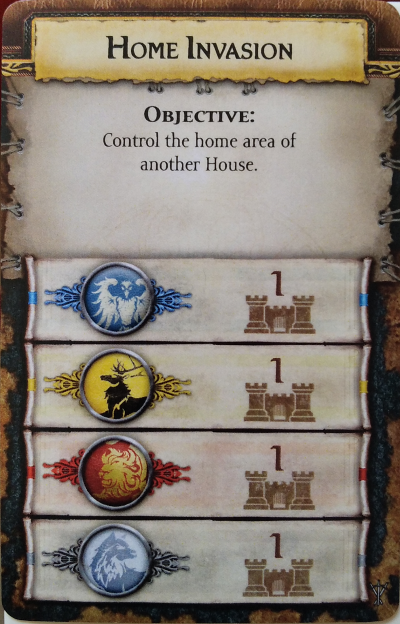 Home Invasion
Objective:
Control the home area of
another House.
1
1
1
1